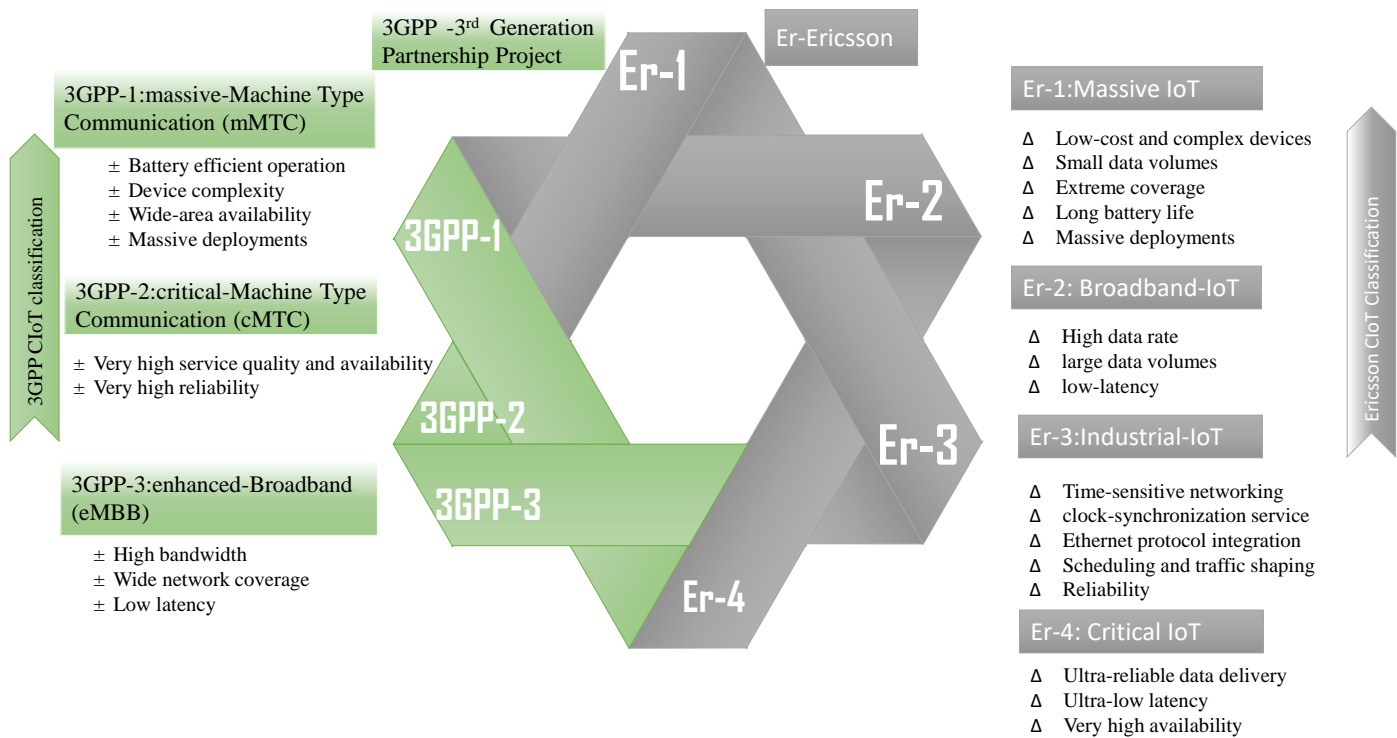 3GPP -3rd Generation
Partnership Project
Er-Ericsson
3GPP CIoT classification
3GPP-1:massive-Machine Type
Communication (mMTC)
± Battery efficient operation
± Device complexity
± Wide-area availability
± Massive deployments
3GPP-2:critical-Machine Type
Communication (cMTC)
± Very high service quality and availability
± Very high reliability
3GPP-3:enhanced-Broadband
(eMBB)
± High bandwidth
± Wide network coverage
± Low latency
Er-1
Er-2
3GPP-1
3GPP-2
Er-3
3GPP-3
Er-4
Er-1:Massive IoT
Δ Low-cost and complex devices
Δ Small data volumes
Δ Extreme coverage
Δ Long battery life
Δ Massive deployments
Er-2: Broadband-IoT
Δ High data rate
Δ large data volumes
Δ low-latency
Er-3:Industrial-IoT
Δ Time-sensitive networking
Δ clock-synchronization service
Δ Ethernet protocol integration
Δ Scheduling and traffic shaping
Δ Reliability
Er-4: Critical IoT
Δ Ultra-reliable data delivery
Δ Ultra-low latency
Δ Very high availability
Ericsson CIoT Classification